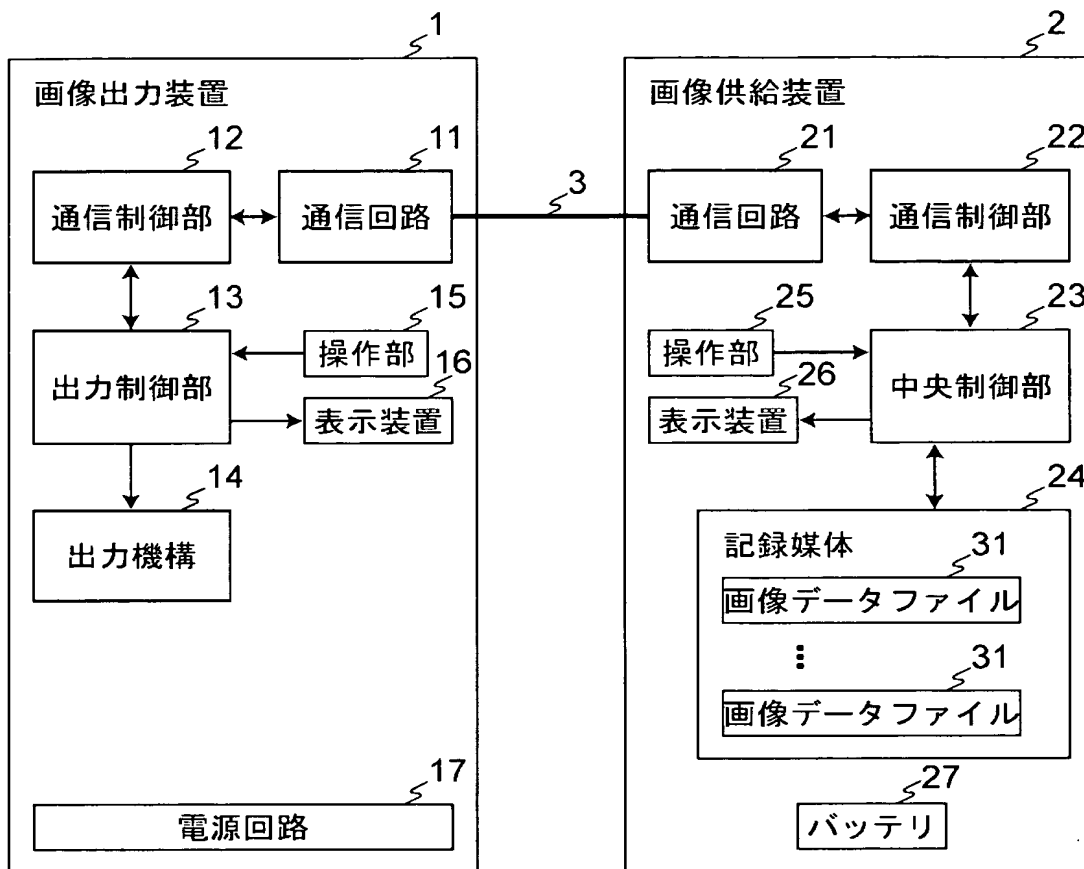 1
画像出力装置
12
11
通信制御部
通信回路
3
13
15
出力制御部
操作部
16
表示装置
14
出力機構
17
電源回路
2
画像供給装置
21
22
通信回路
通信制御部
25
23
操作部
中央制御部
26
表示装置
24
記録媒体
31
画像データファイル
31
画像データファイル
27
バッテリ